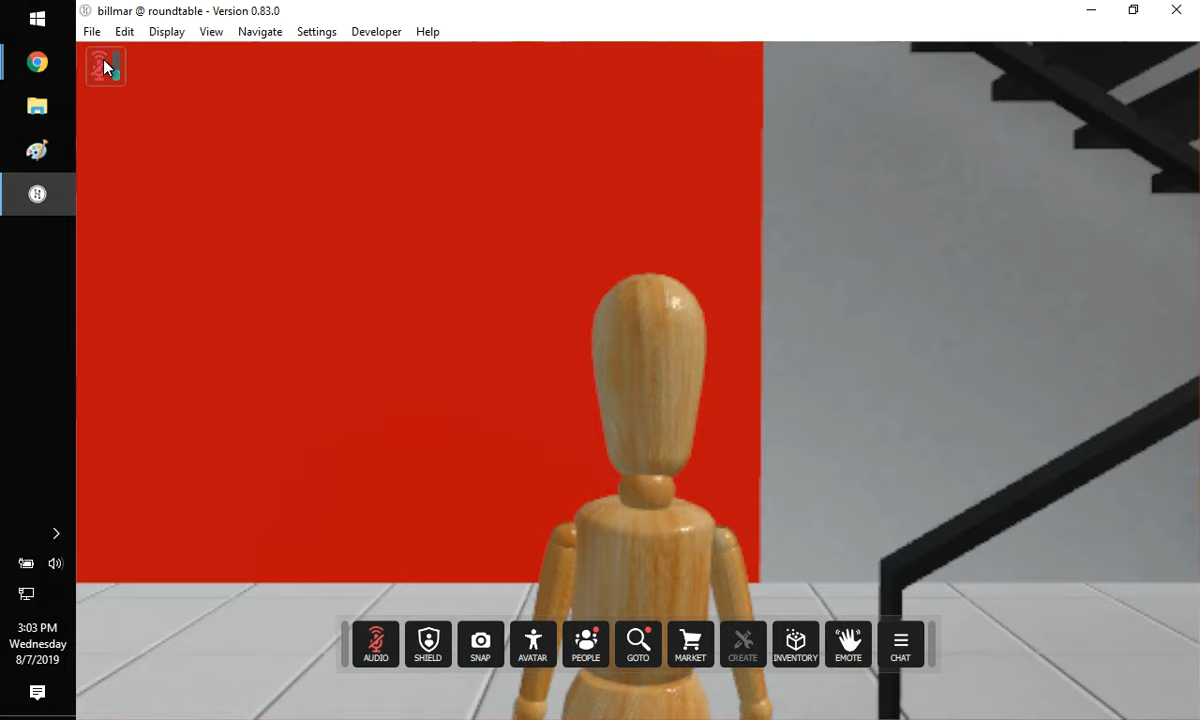 billmar @ roundtable - Version 0.83.0
File Edit Display View Navigate Settings Developer Help
3:03 PM
Wednesday
8/7/2019
AUDIO SHIELD SNAP AVATAR PEOPLE GOTO MARKET CREATE INVENTORY EMOTE CHAT